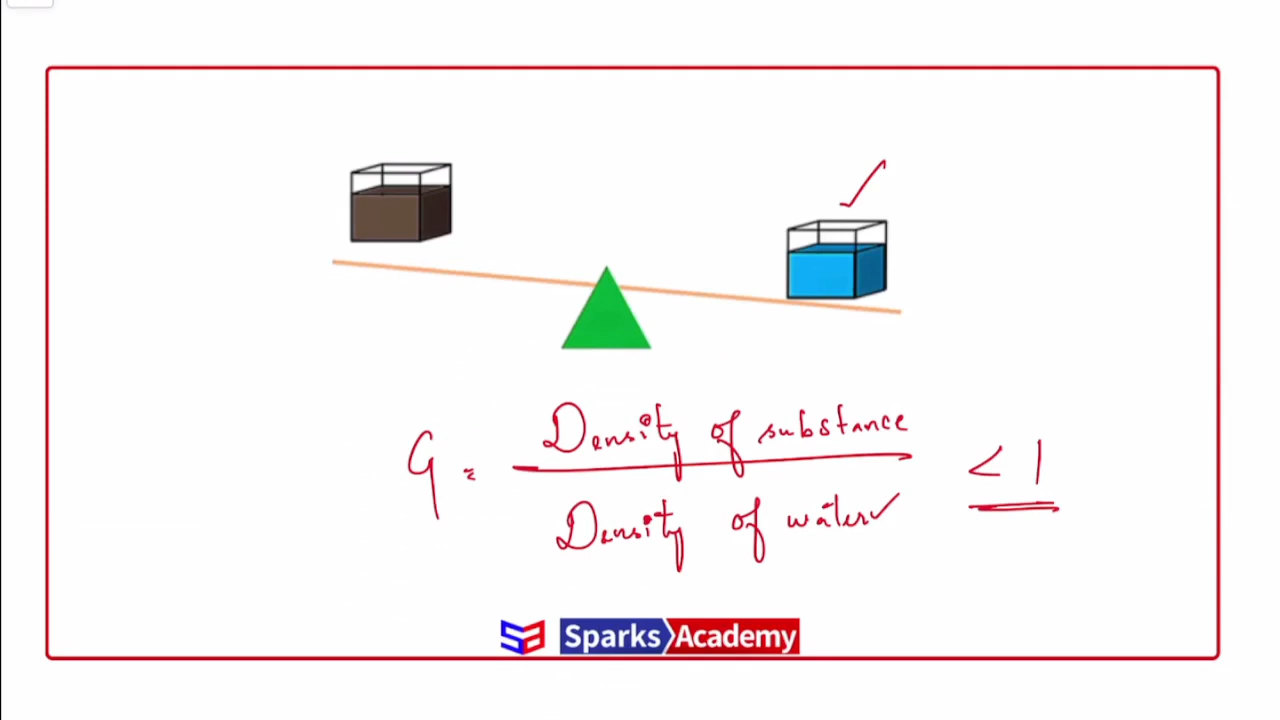 G = Density of substance / Density of water < 1
Sparks Academy